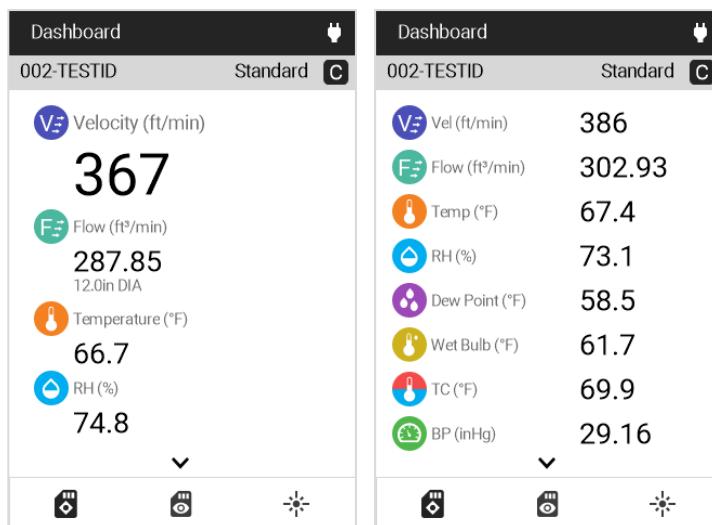 Dashboard
002-TESTID Standard C
V Velocity (ft/min)
367
F Flow (ft³/min)
287.85
12.0in DIA
Temperature (°F)
66.7
RH (%)
74.8
Dashboard
002-TESTID Standard C
V Vel (ft/min) 386
F Flow (ft³/min) 302.93
Temp (°F) 67.4
RH (%) 73.1
Dew Point (°F) 58.5
Wet Bulb (°F) 61.7
TC (°F) 69.9
BP (inHg) 29.16